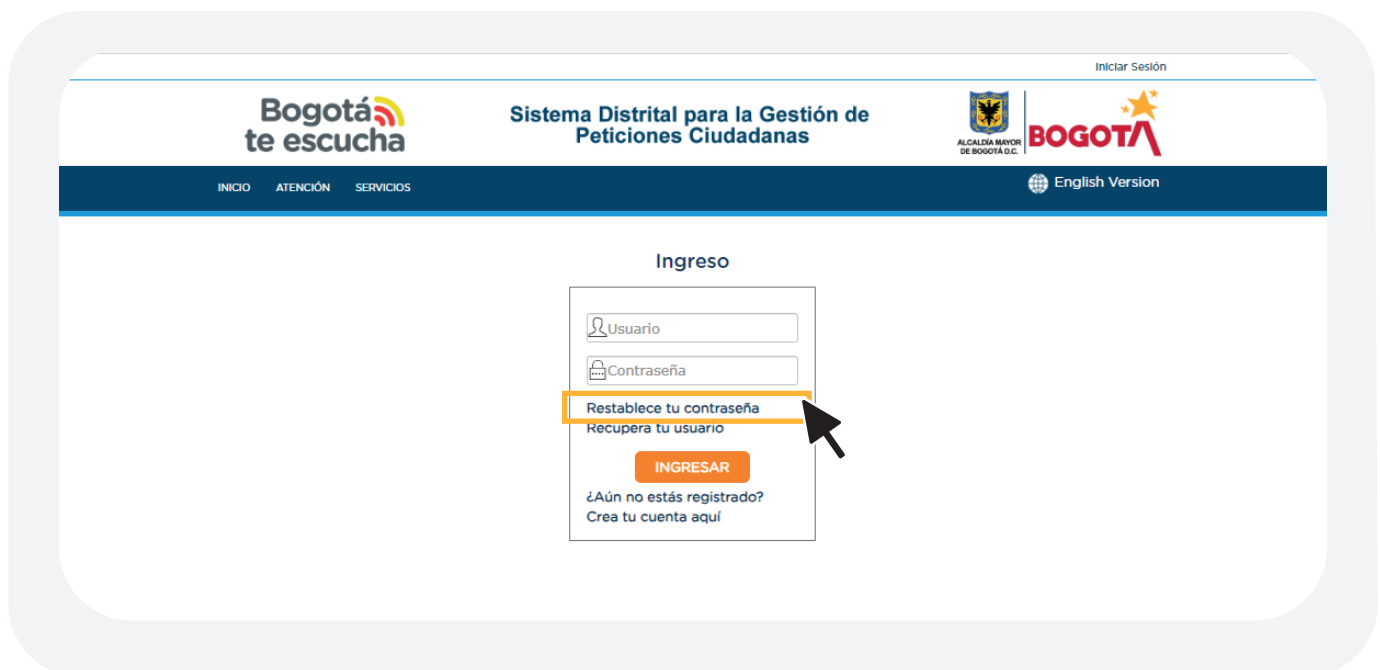 Iniciar Sesión
Bogotá
te escucha
Sistema Distrital para la Gestión de
Peticiones Ciudadanas
ALCALDÍA MAYOR
DE BOGOTÁ D.C.
BOGOTÁ
INICIO ATENCIÓN SERVICIOS
English Version
Ingreso
Usuario
Contraseña
Restablece tu contraseña
Recupera tu usuario
INGRESAR
¿Aún no estás registrado?
Crea tu cuenta aquí